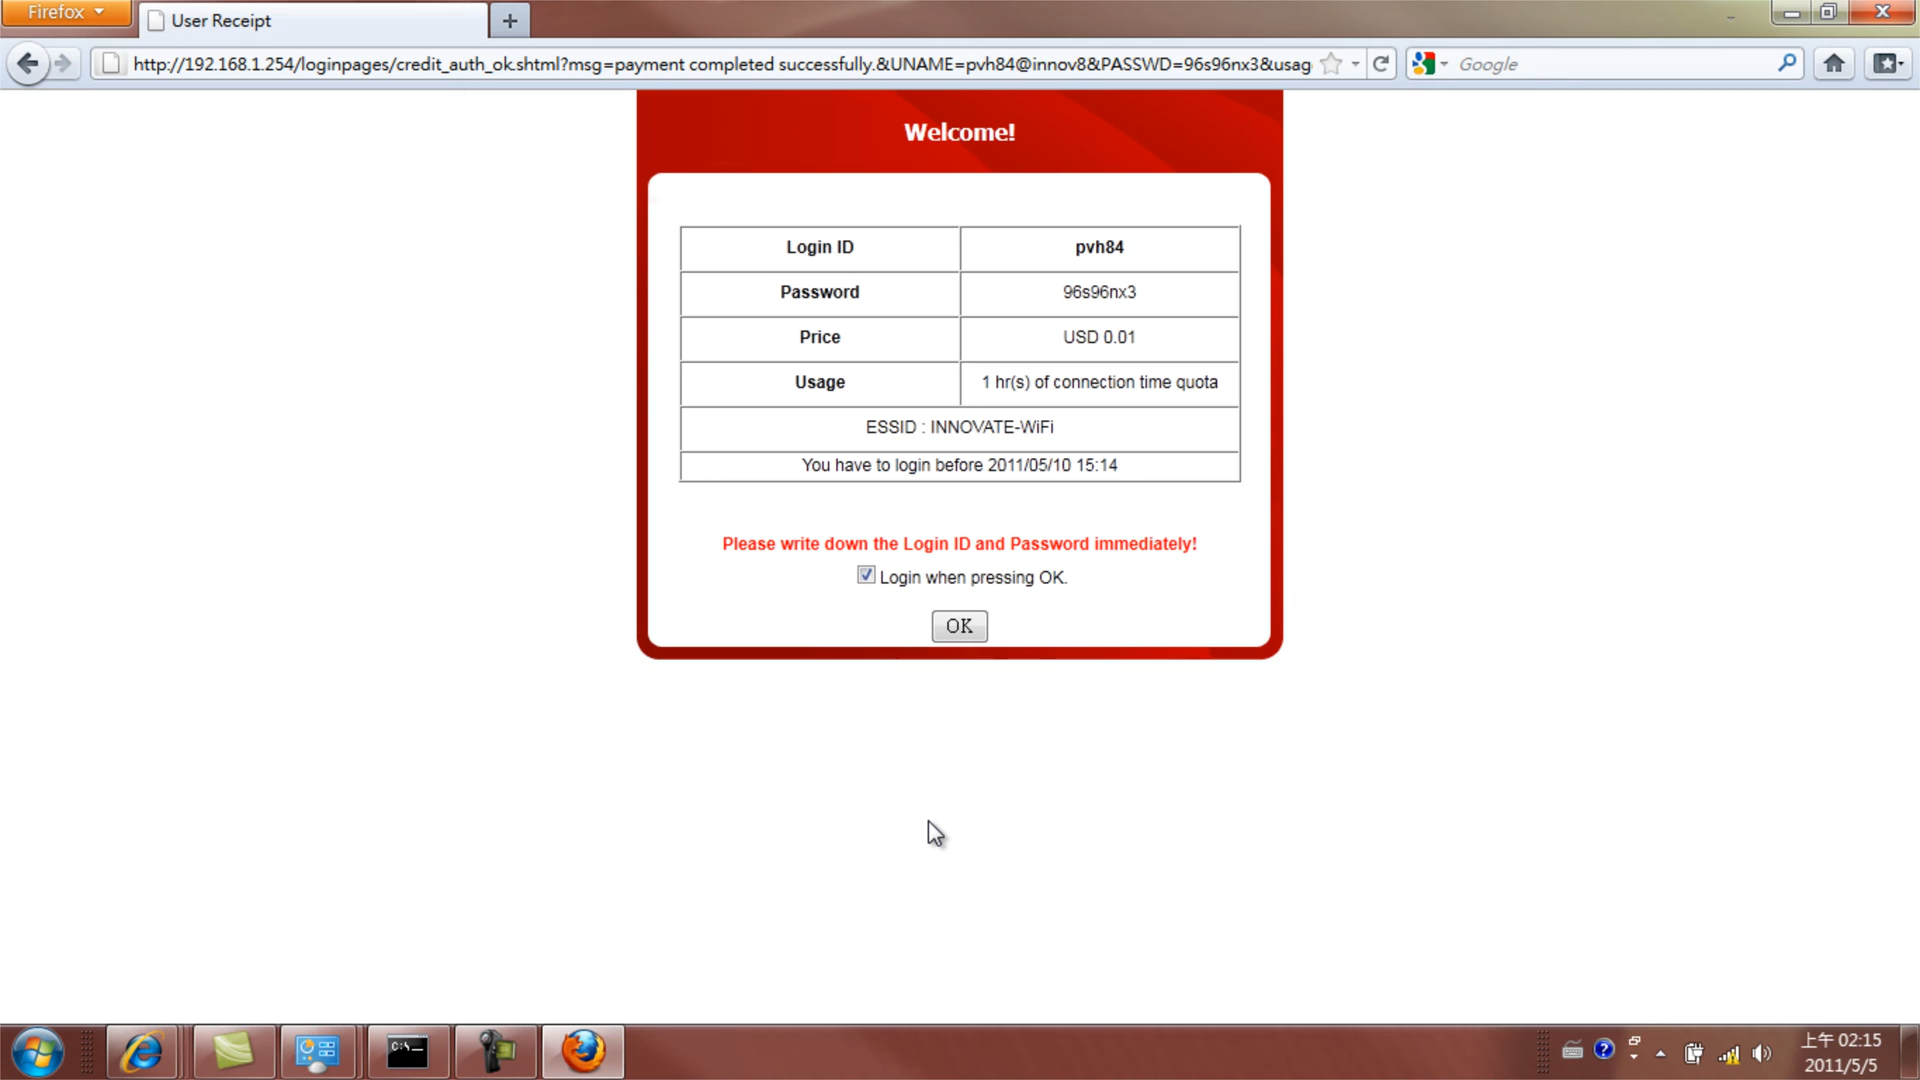 Firefox
User Receipt
http://192.168.1.254/loginpages/credit_auth_ok.shtml?msg=payment completed successfully.&UNAME=pvh84@innov8&PASSWD=96s96nx3&usag
Google
Welcome!
Login ID pvh84
Password 96s96nx3
Price USD 0.01
Usage 1 hr(s) of connection time quota
ESSID : INNOVATE-WiFi
You have to login before 2011/05/10 15:14
Please write down the Login ID and Password immediately!
Login when pressing OK.
OK
C:\_
上午 02:15
2011/5/5